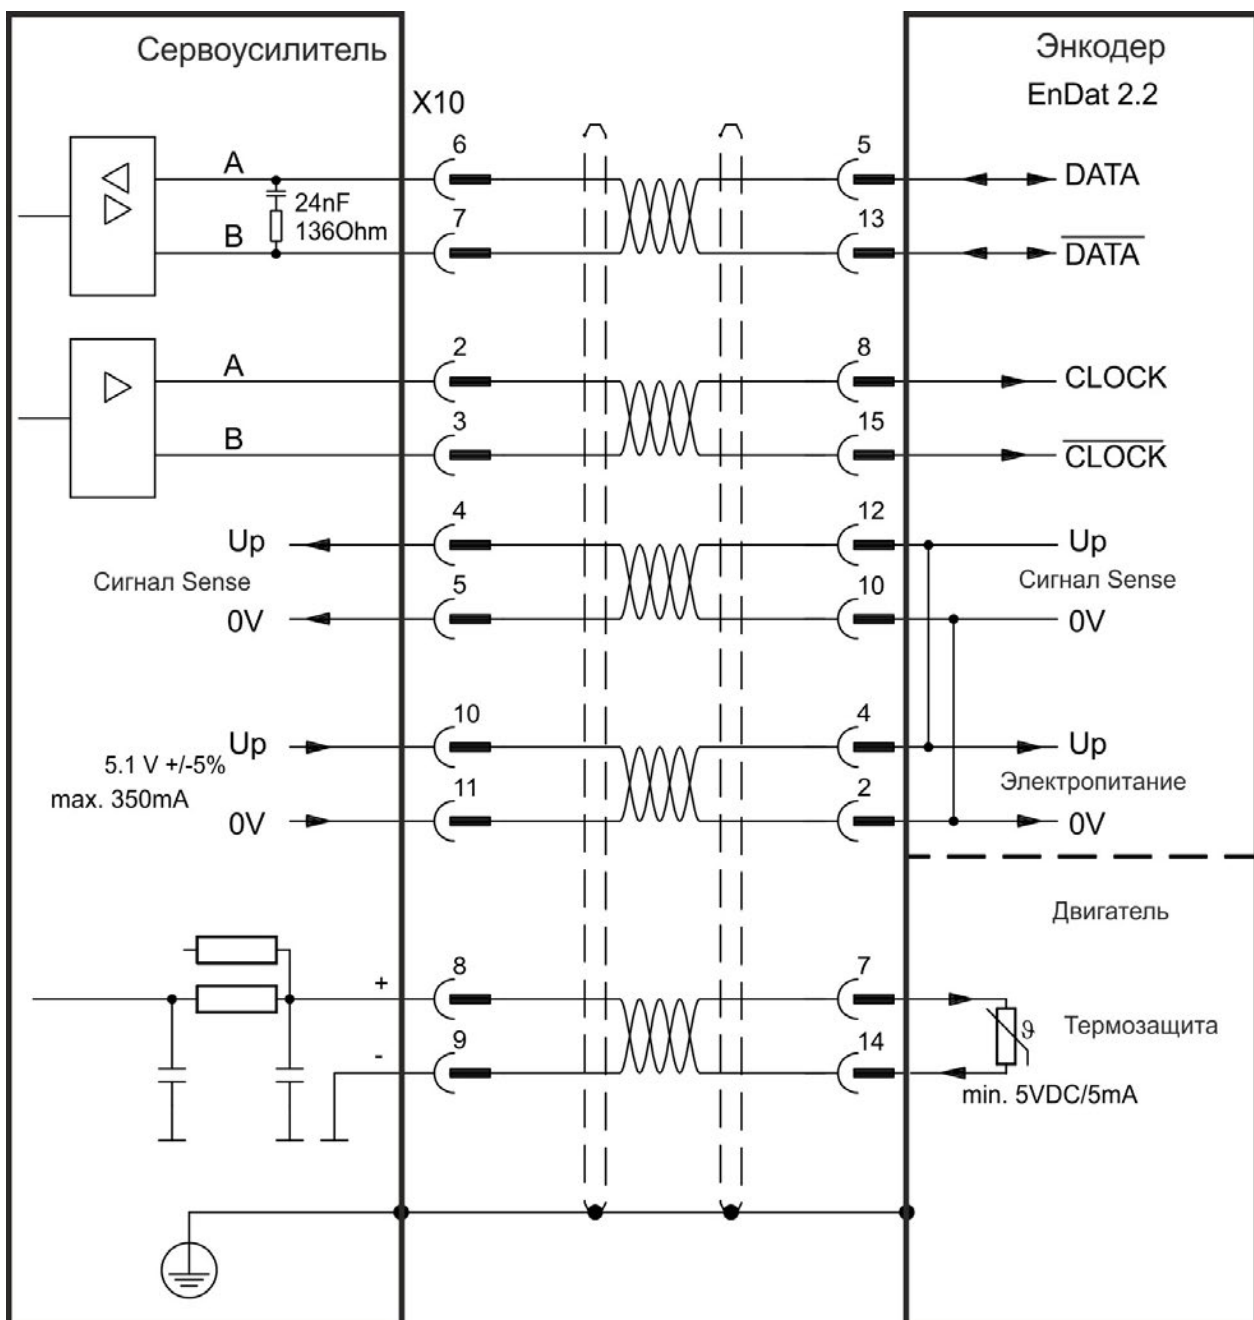 Сервоусилитель
Энкодер
EnDat 2.2
X10
A
6
5
DATA
24nF
136Ohm
B
7
13
DATA
A
2
8
CLOCK
B
3
15
CLOCK
Up
4
12
Up
Сигнал Sense
Сигнал Sense
0V
5
10
0V
Up
10
4
Up
5.1 V +/-5%
max. 350mA
Электропитание
0V
11
2
0V
Двигатель
+
8
7
ϑ
Термозащита
-
9
14
min. 5VDC/5mA